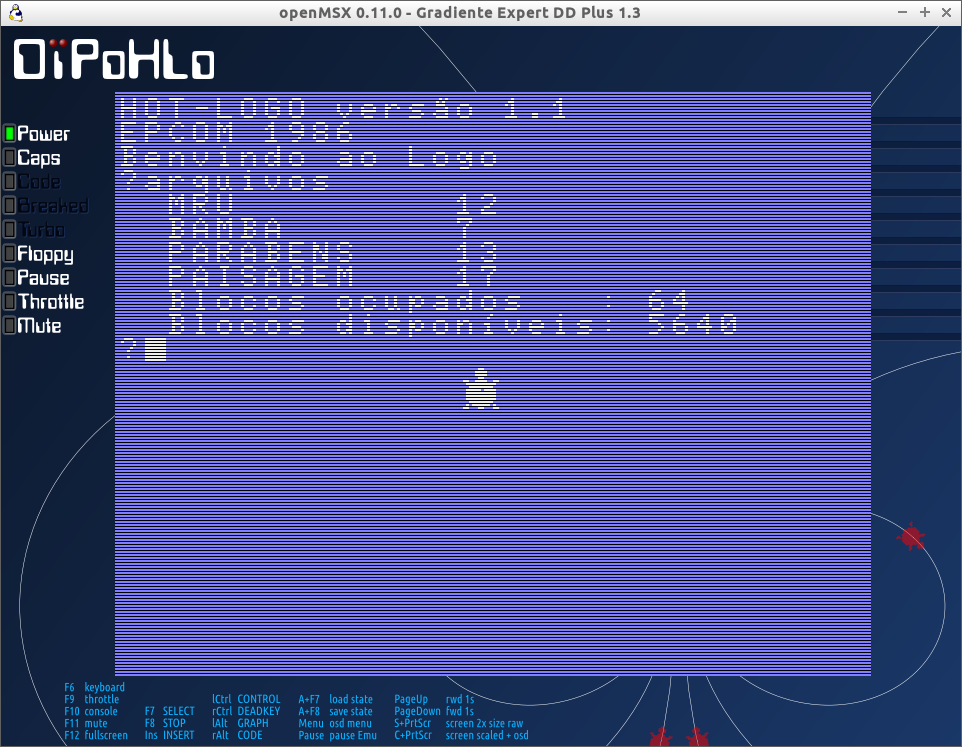 openMSX 0.11.0 - Gradiente Expert DD Plus 1.3
DïPoHLo
Power
Caps
Code
Breaked
Turbo
Floppy
Pause
Throttle
Mute
HOT-LOGO versão 1.1
EPCOM 1986
Benvindo ao Logo
?arquivos
MRU 12
BAMBA 7
PARABENS 13
PAISAGEM 17
Blocos ocupados : 64
Blocos disponíveis: 5640
?
F6 keyboard
F9 throttle lCtrl CONTROL A+F7 load state PageUp rwd 1s
F10 console F7 SELECT rCtrl DEADKEY A+F8 save state PageDown fwd 1s
F11 mute F8 STOP lAlt GRAPH Menu osd menu S+PrtScr screen 2x size raw
F12 fullscreen Ins INSERT rAlt CODE Pause pause Emu C+PrtScr screen scaled + osd